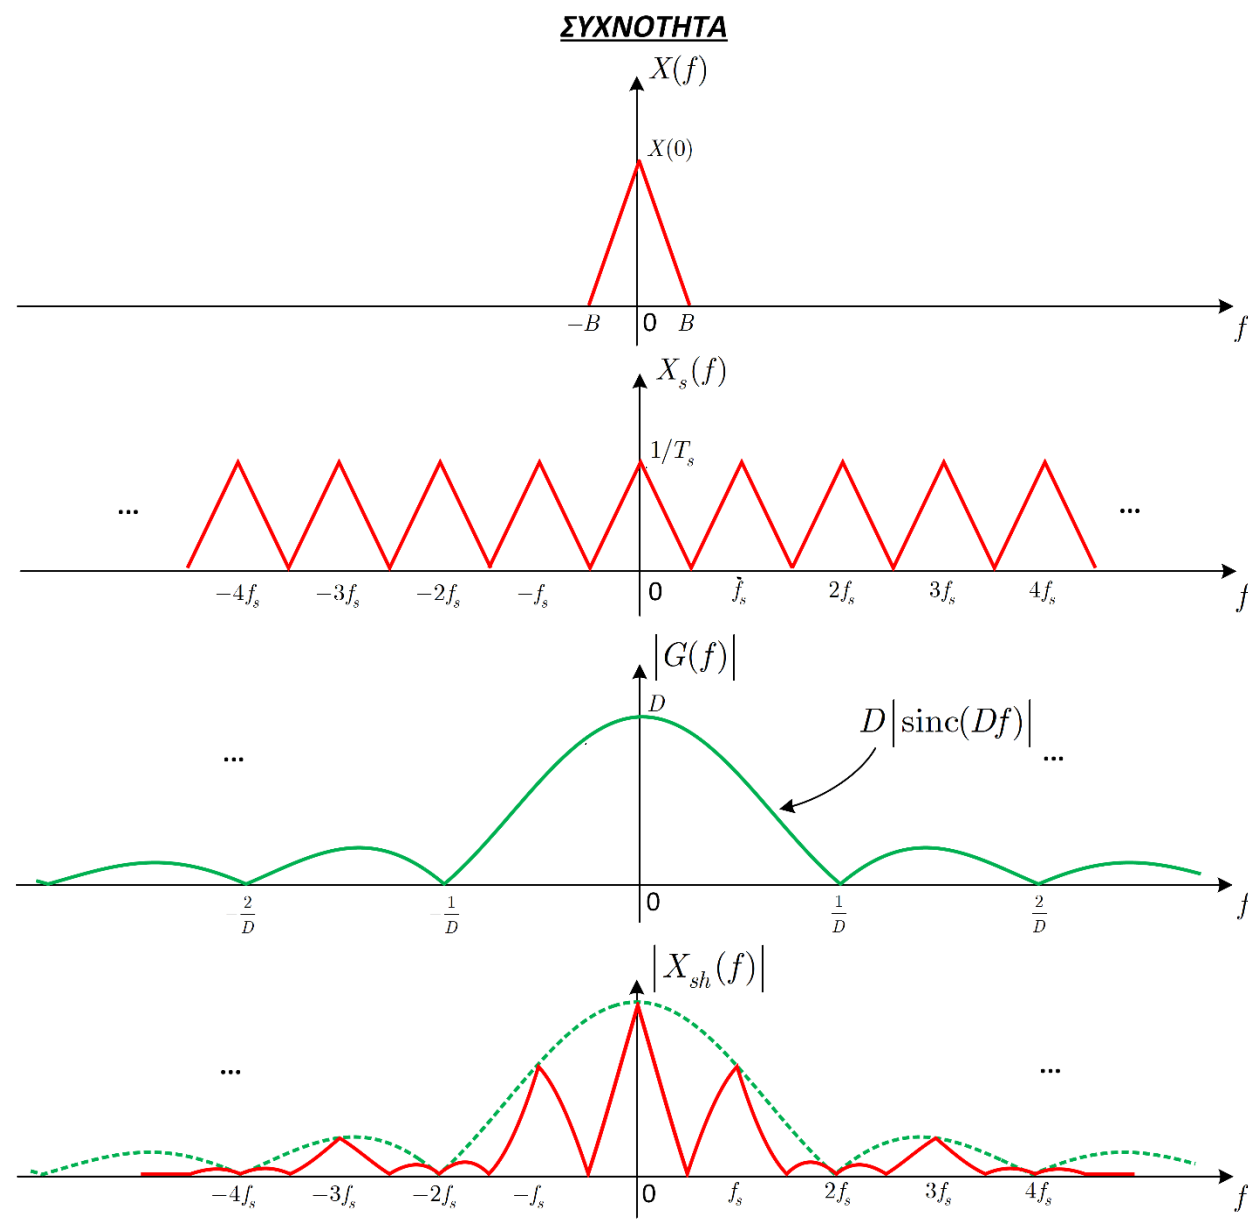 ΣΥΧΝΟΤΗΤΑ
X(f)
X(0)
−B 0 B f
X_s(f)
1/T_s
... ...
−4f_s −3f_s −2f_s −f_s 0 f_s 2f_s 3f_s 4f_s f
|G(f)|
D
D|sinc(Df)|
... ...
−2/D −1/D 0 1/D 2/D f
|X_sh(f)|
... ...
−4f_s −3f_s −2f_s −f_s 0 f_s 2f_s 3f_s 4f_s f